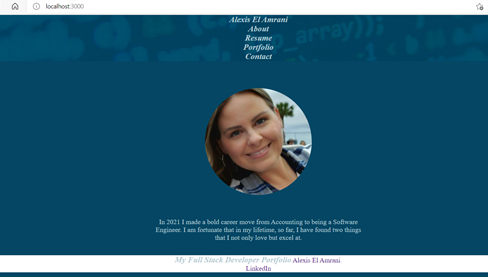 localhost:3000
_array));
Alexis El Amrani
About
Resume
Portfolio
Contact
In 2021 I made a bold career move from Accounting to being a Software
Engineer. I am fortunate that in my lifetime, so far, I have found two things
that I not only love but excel at.
My Full Stack Developer Portfolio Alexis El Amrani
LinkedIn